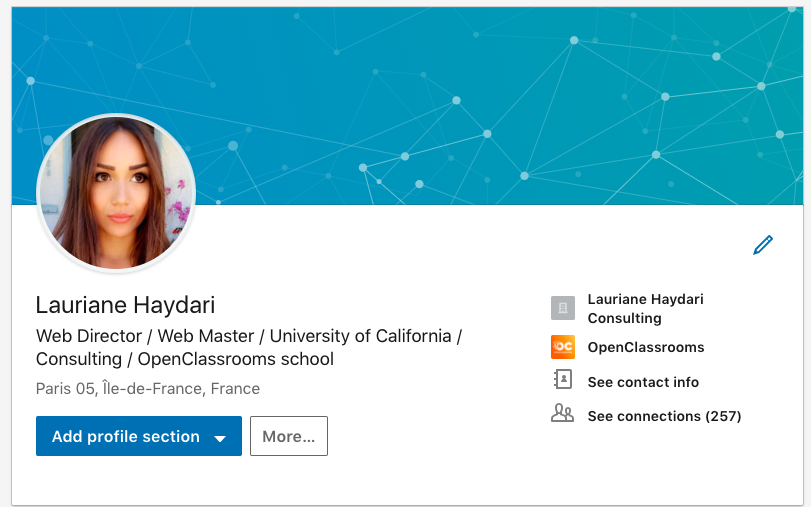 Lauriane Haydari
Web Director / Web Master / University of California /
Consulting / OpenClassrooms school
Paris 05, Île-de-France, France
Add profile section
More...
Lauriane Haydari
Consulting
OC
OpenClassrooms
See contact info
See connections (257)